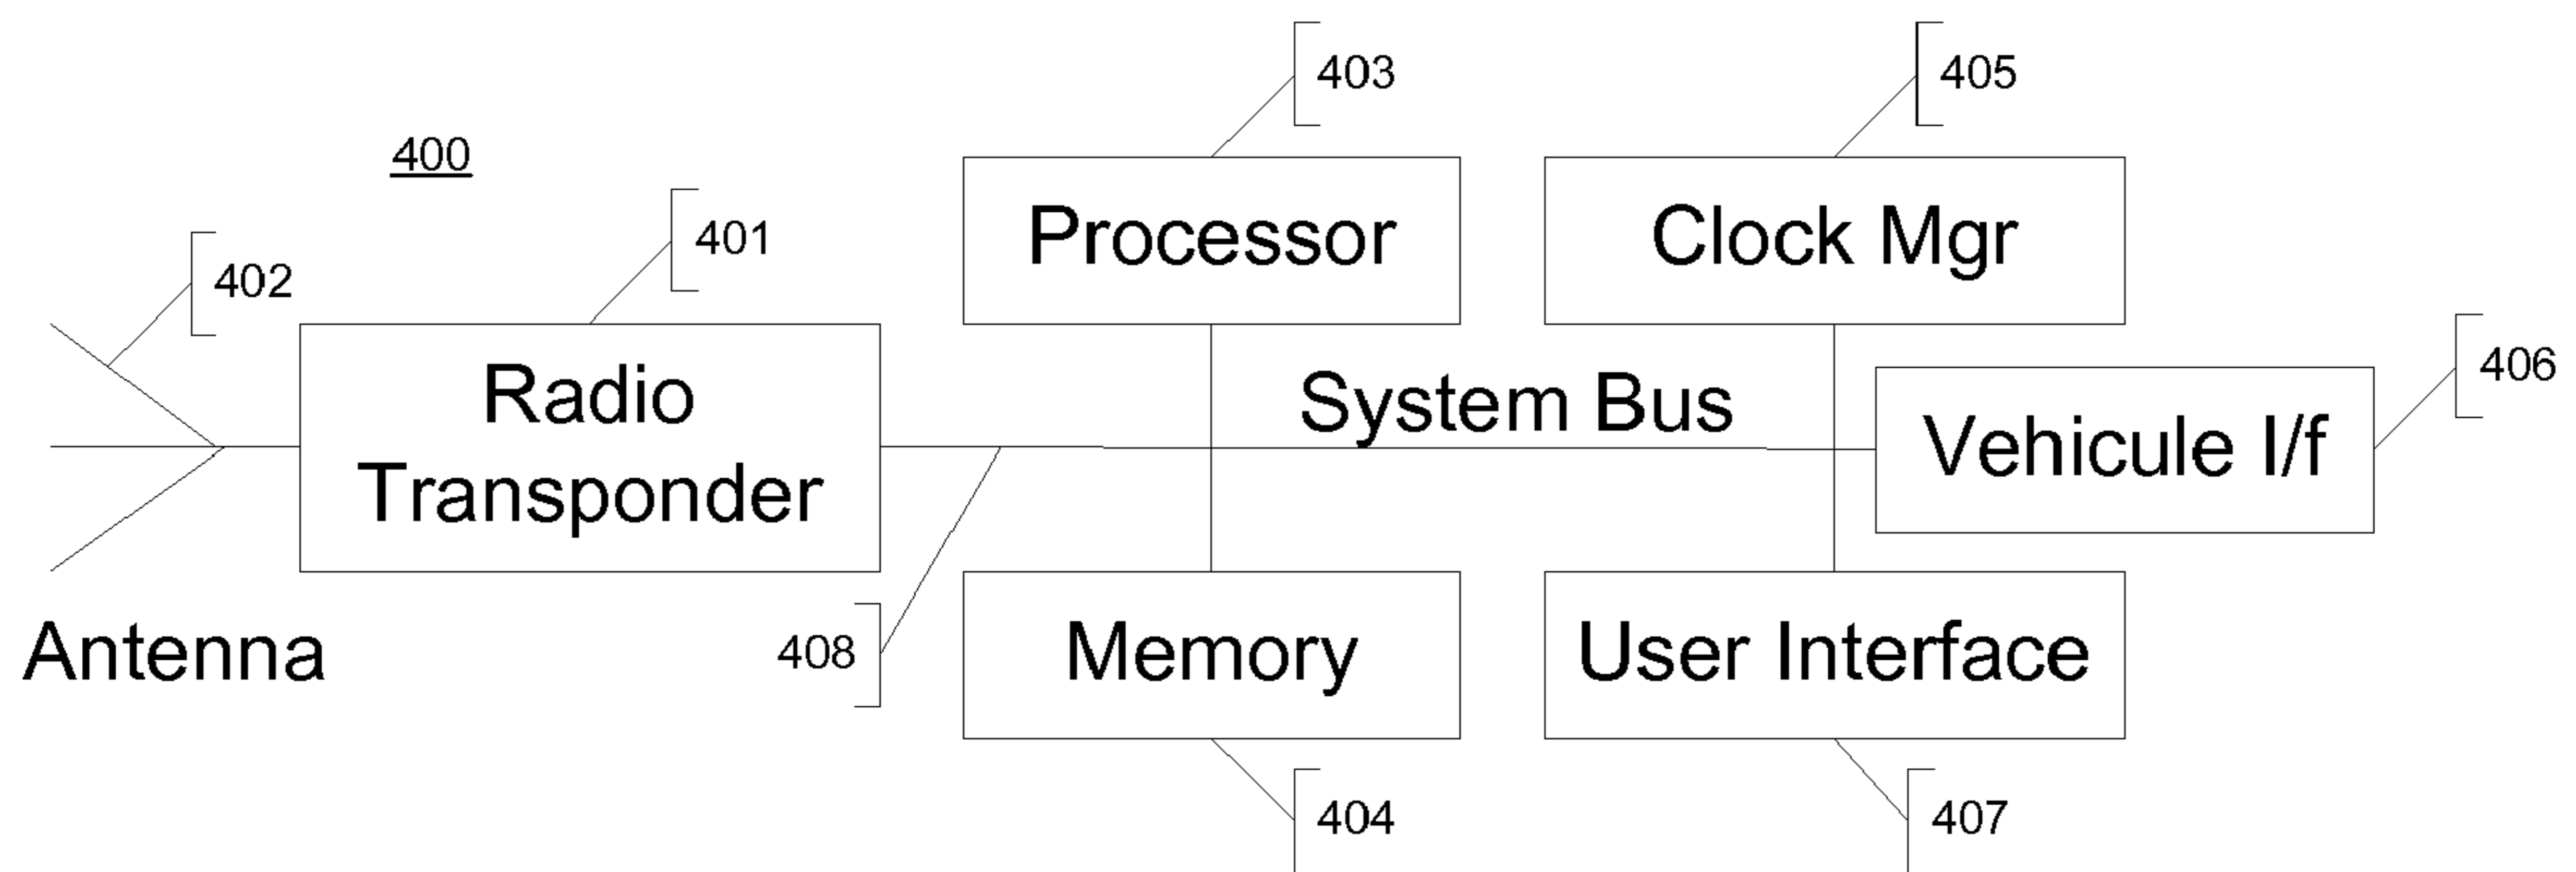 403
405
400
401
402
Processor
Clock Mgr
406
Radio
Transponder
System Bus
Vehicule I/f
Antenna
408
Memory
User Interface
404
407